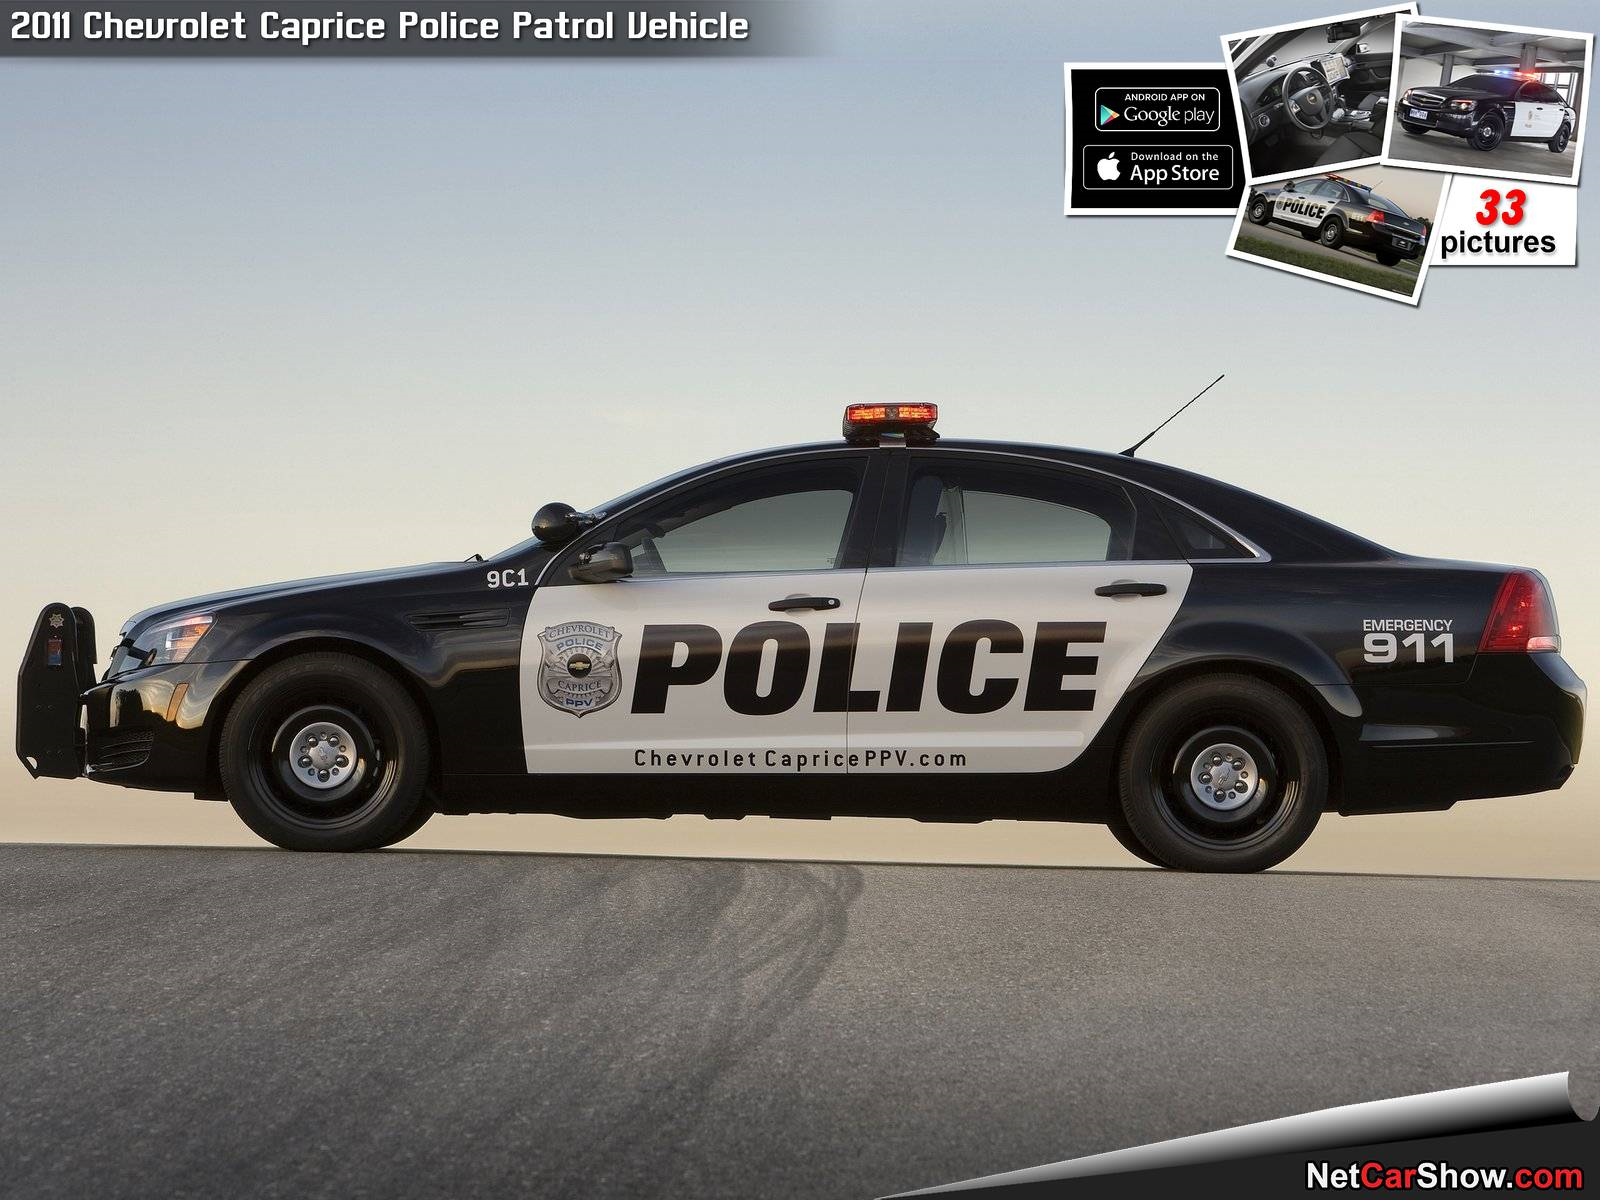 2011 Chevrolet Caprice Police Patrol Vehicle
ANDROID APP ON
Google play
Download on the
App Store
POLICE
33
pictures
9C1
CHEVROLET
POLICE
CAPRICE
PPV
POLICE
ChevroletCapricePPV.com
EMERGENCY
911
NetCarShow.com